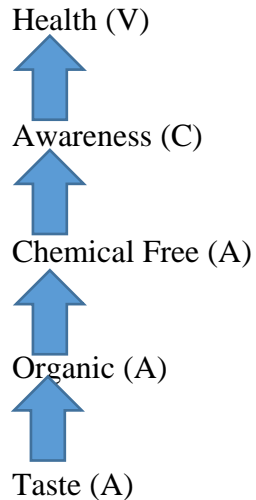 Health (V)
Awareness (C)
Chemical Free (A)
Organic (A)
Taste (A)